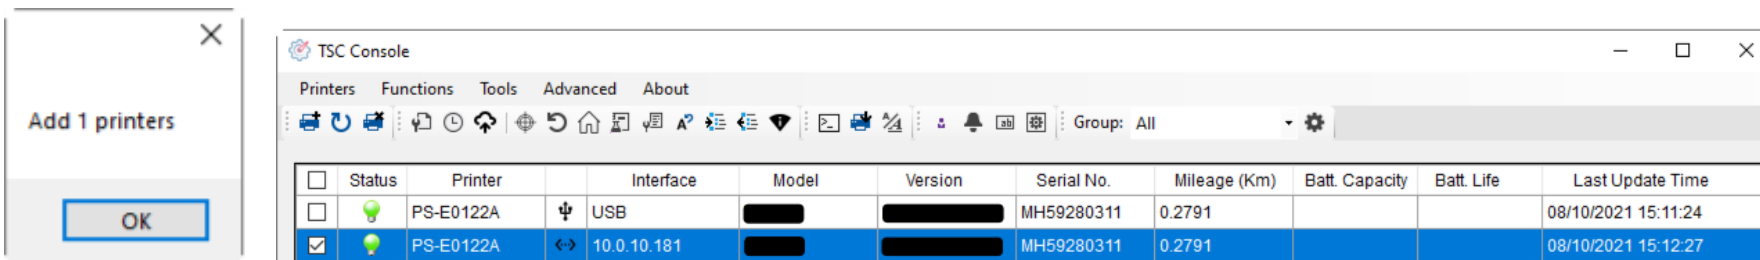 Add 1 printers
OK
TSC Console
Printers Functions Tools Advanced About
Group: All
Status Printer Interface Model Version Serial No. Mileage (Km) Batt. Capacity Batt. Life Last Update Time
PS-E0122A USB MH59280311 0.2791 08/10/2021 15:11:24
PS-E0122A 10.0.10.181 MH59280311 0.2791 08/10/2021 15:12:27